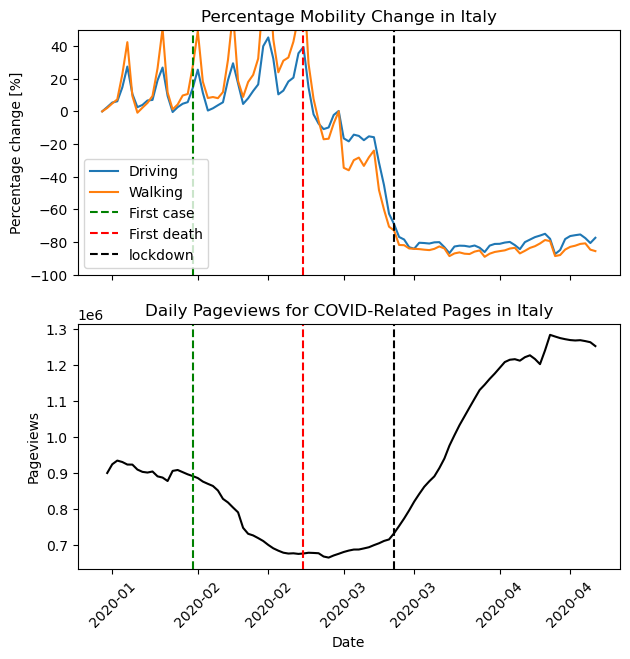 Percentage Mobility Change in Italy
Percentage change [%]
40
20
0
−20
−40
−60
−80
−100
Driving
Walking
First case
First death
lockdown
Daily Pageviews for COVID-Related Pages in Italy
1e6
Pageviews
1.3
1.2
1.1
1.0
0.9
0.8
0.7
2020-01
2020-02
2020-02
2020-03
2020-03
2020-04
2020-04
Date